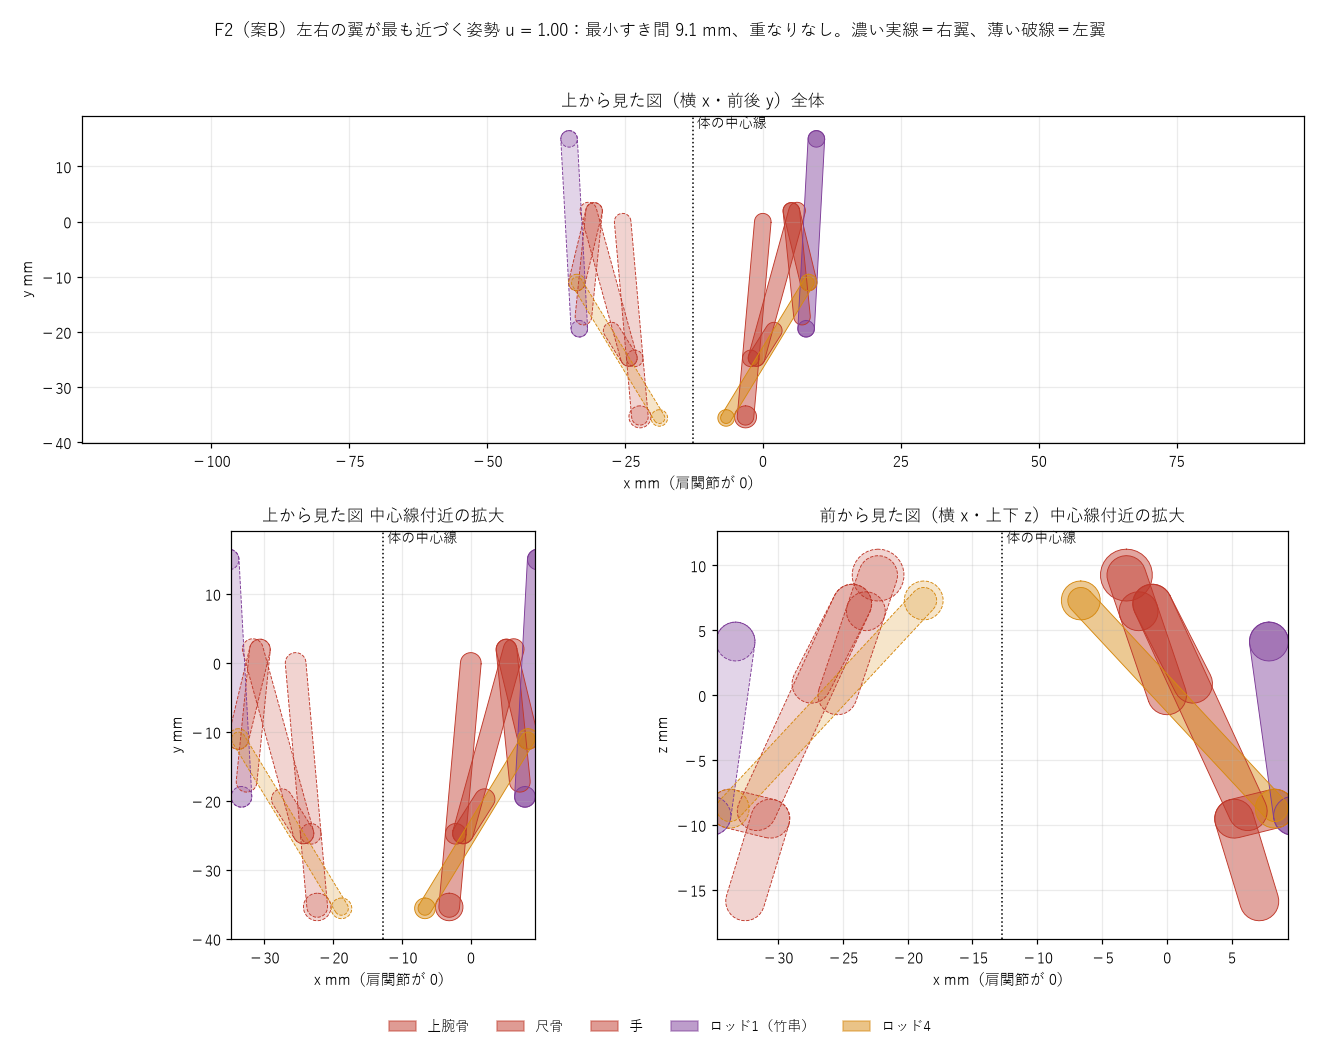 F2（案B）左右の翼が最も近づく姿勢 u = 1.00：最小すき間 9.1 mm、重なりなし。濃い実線＝右翼、薄い破線＝左翼
上から見た図（横 x・前後 y）全体
体の中心線
10
0
−10
−20
−30
−40
y mm
−100
−75
−50
−25
0
25
50
75
x mm（肩関節が 0）
上から見た図 中心線付近の拡大
体の中心線
10
0
−10
−20
−30
−40
y mm
−30
−20
−10
0
x mm（肩関節が 0）
前から見た図（横 x・上下 z）中心線付近の拡大
体の中心線
10
5
0
−5
−10
−15
z mm
−30
−25
−20
−15
−10
−5
0
5
x mm（肩関節が 0）
上腕骨
尺骨
手
ロッド1（竹串）
ロッド4